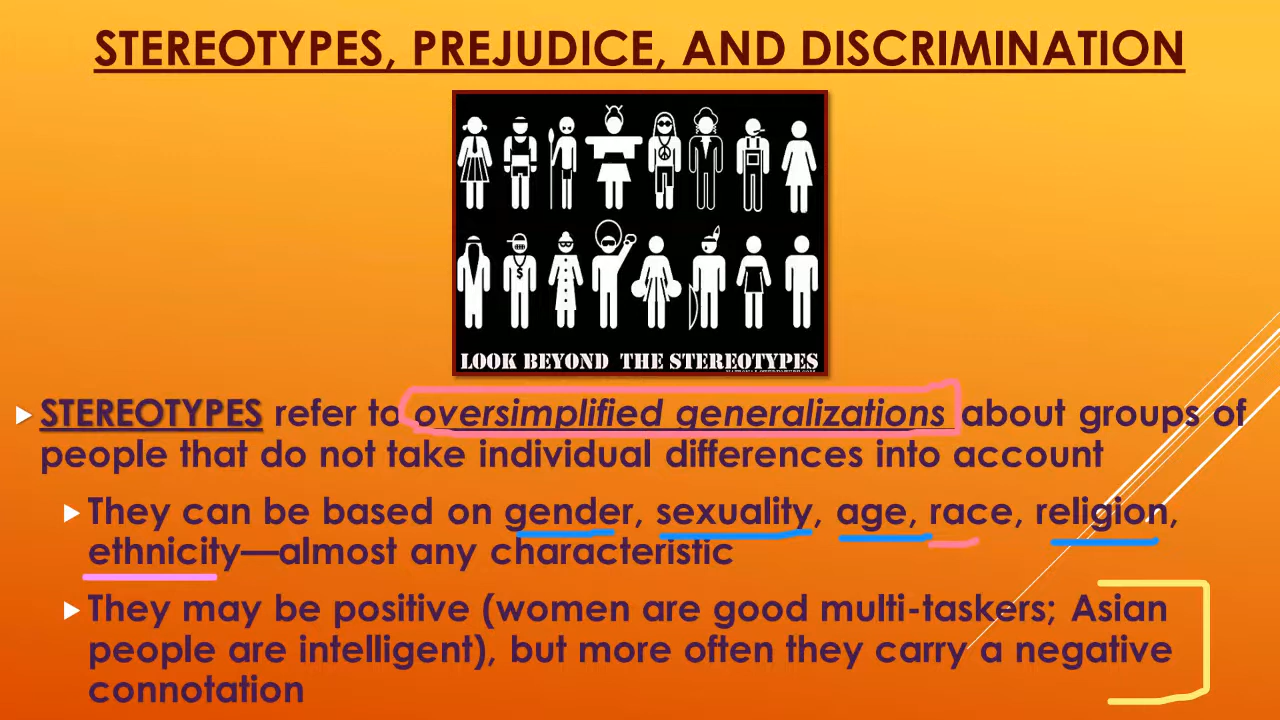 STEREOTYPES, PREJUDICE, AND DISCRIMINATION
LOOK BEYOND THE STEREOTYPES
STEREOTYPES refer to oversimplified generalizations about groups of
people that do not take individual differences into account
They can be based on gender, sexuality, age, race, religion,
ethnicity—almost any characteristic
They may be positive (women are good multi-taskers; Asian
people are intelligent), but more often they carry a negative
connotation